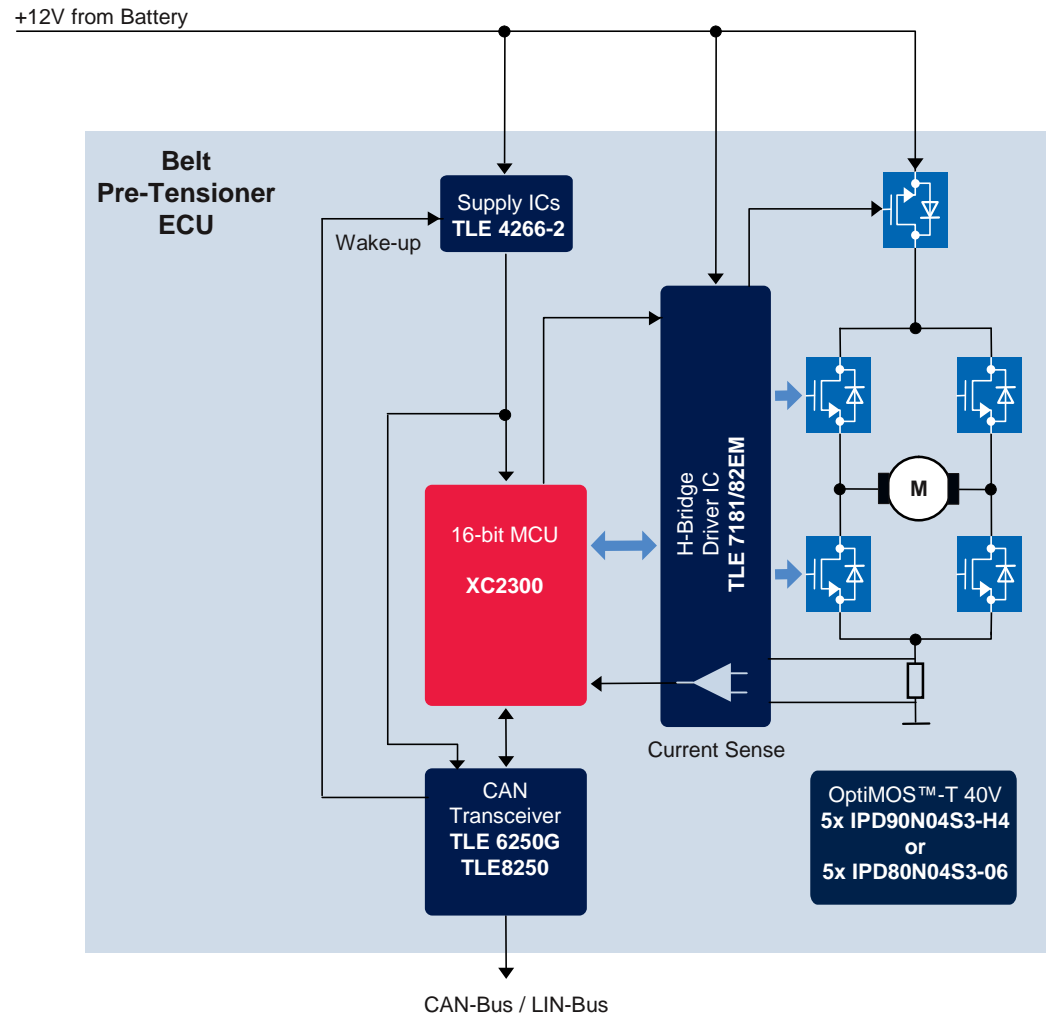 +12V from Battery
Belt
Pre-Tensioner
ECU
Supply ICs
TLE 4266-2
Wake-up
16-bit MCU
XC2300
H-Bridge
Driver IC
TLE 7181/82EM
M
Current Sense
CAN
Transceiver
TLE 6250G
TLE8250
OptiMOS™-T 40V
5x IPD90N04S3-H4
or
5x IPD80N04S3-06
CAN-Bus / LIN-Bus